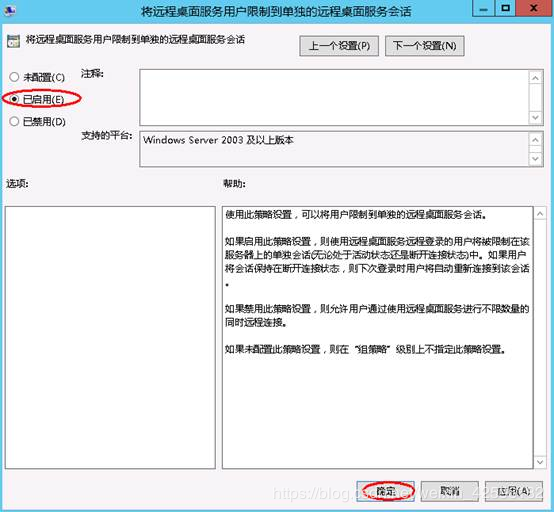 将远程桌面服务用户限制到单独的远程桌面服务会话
将远程桌面服务用户限制到单独的远程桌面服务会话
上一个设置(P)
下一个设置(N)
未配置(C)
注释:
已启用(E)
已禁用(D)
支持的平台:
Windows Server 2003 及以上版本
选项:
帮助:
使用此策略设置，可以将用户限制到单独的远程桌面服务会话。
如果启用此策略设置，则使用远程桌面服务远程登录的用户将被限制在该
服务器上的单独会话(无论处于活动状态还是断开连接状态)中。如果用户
将会话保持在断开连接状态，则下次登录时用户将自动重新连接到该会话
。
如果禁用此策略设置，则允许用户通过使用远程桌面服务进行不限数量的
同时远程连接。
如果未配置此策略设置，则在“组策略”级别上不指定此策略设置。
确定
取消
应用(A)